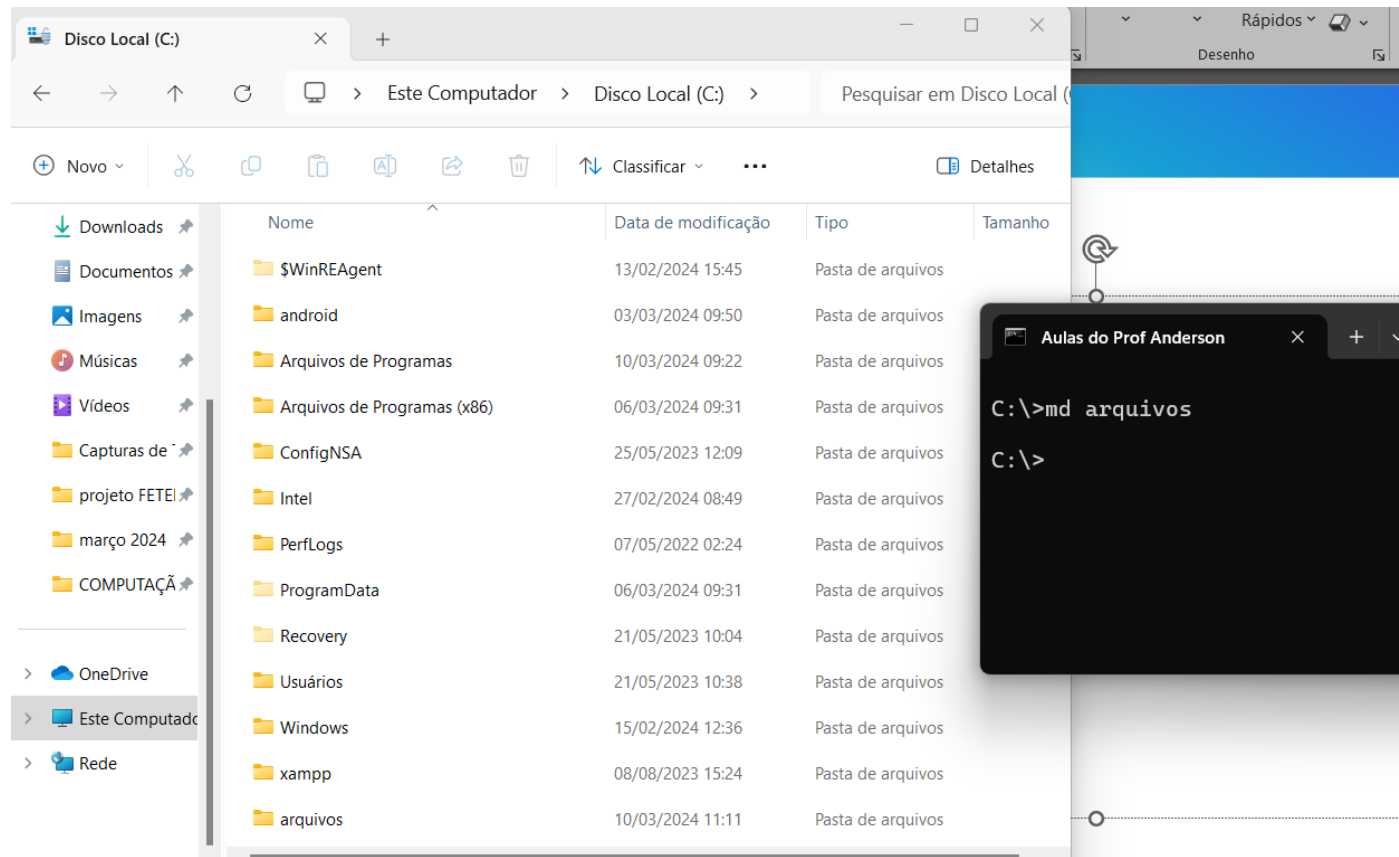 Disco Local (C:)
Rápidos
Desenho
Este Computador > Disco Local (C:) >
Pesquisar em Disco Local (
Novo
Classificar
Detalhes
Nome Data de modificação Tipo Tamanho
Downloads
Documentos
Imagens
Músicas
Vídeos
Capturas de
projeto FETE
março 2024
COMPUTAÇÃ
OneDrive
Este Computado
Rede
$WinREAgent 13/02/2024 15:45 Pasta de arquivos
android 03/03/2024 09:50 Pasta de arquivos
Arquivos de Programas 10/03/2024 09:22 Pasta de arquivos
Arquivos de Programas (x86) 06/03/2024 09:31 Pasta de arquivos
ConfigNSA 25/05/2023 12:09 Pasta de arquivos
Intel 27/02/2024 08:49 Pasta de arquivos
PerfLogs 07/05/2022 02:24 Pasta de arquivos
ProgramData 06/03/2024 09:31 Pasta de arquivos
Recovery 21/05/2023 10:04 Pasta de arquivos
Usuários 21/05/2023 10:38 Pasta de arquivos
Windows 15/02/2024 12:36 Pasta de arquivos
xampp 08/08/2023 15:24 Pasta de arquivos
arquivos 10/03/2024 11:11 Pasta de arquivos
Aulas do Prof Anderson
C:\>md arquivos
C:\>